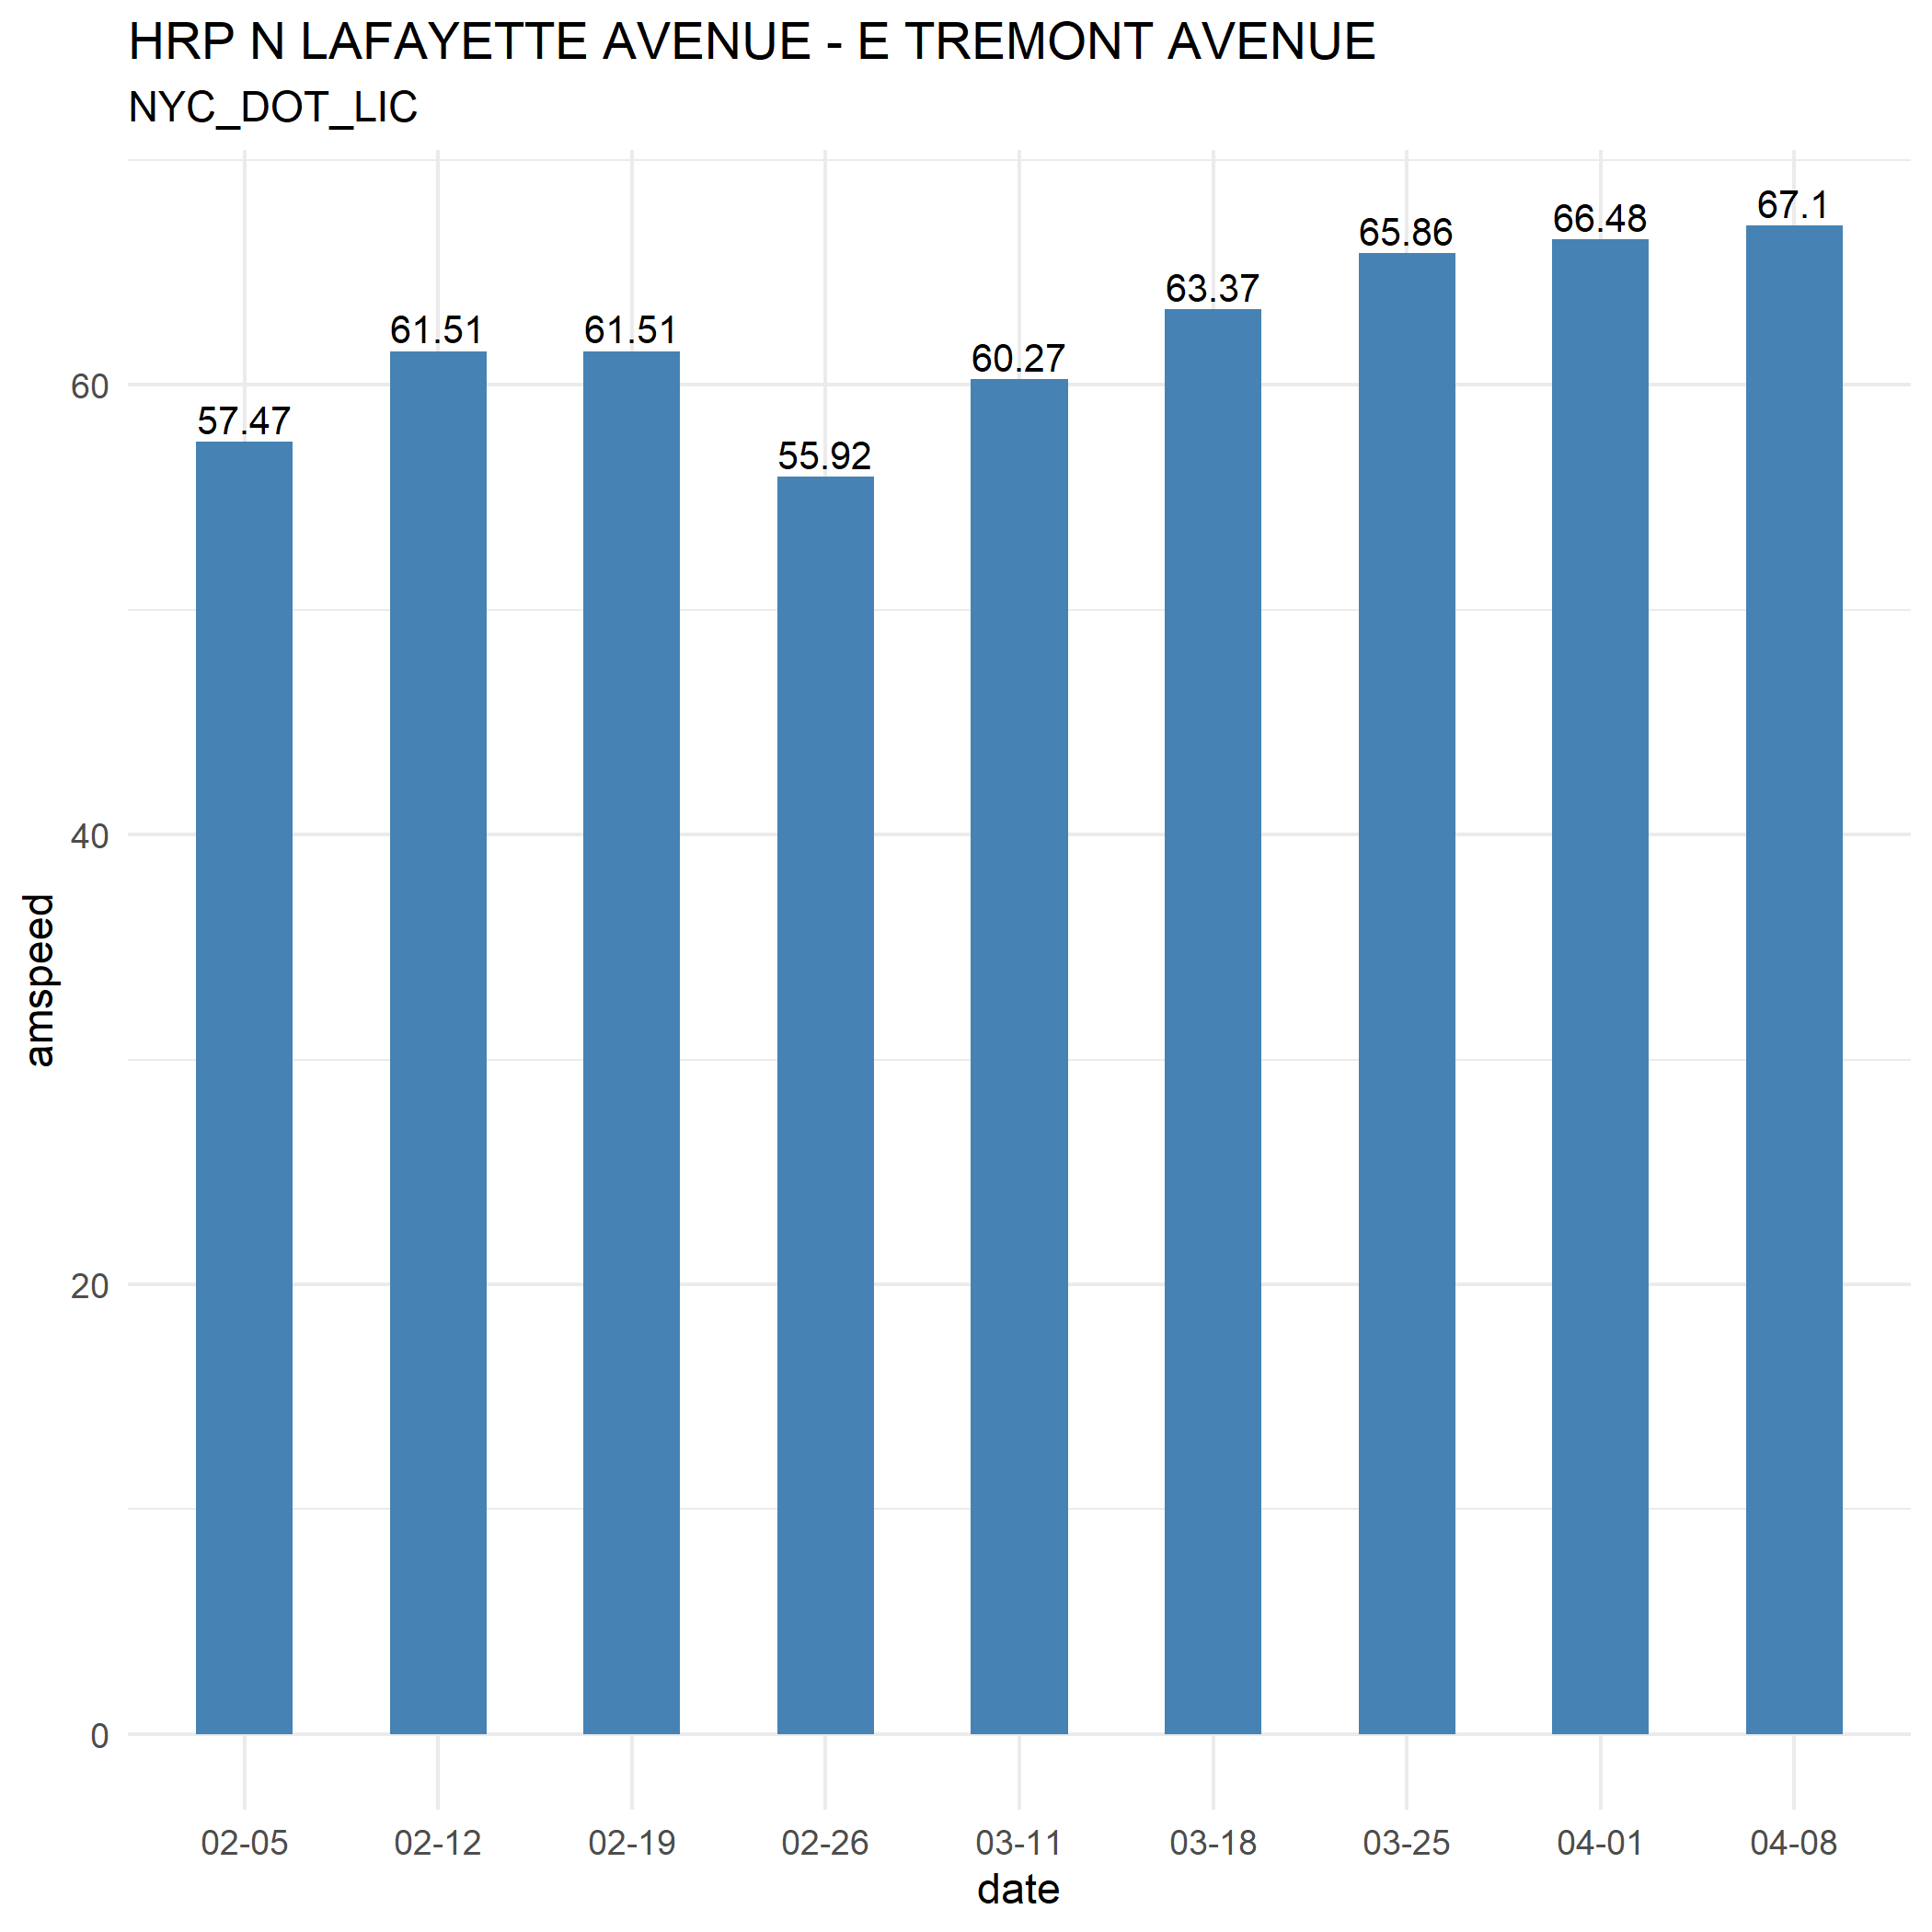 HRP N LAFAYETTE AVENUE - E TREMONT AVENUE
NYC_DOT_LIC
67.1
66.48
65.86
63.37
61.51 61.51
60.27
57.47
55.92
60
40
20
0
amspeed
02-05 02-12 02-19 02-26 03-11 03-18 03-25 04-01 04-08
date